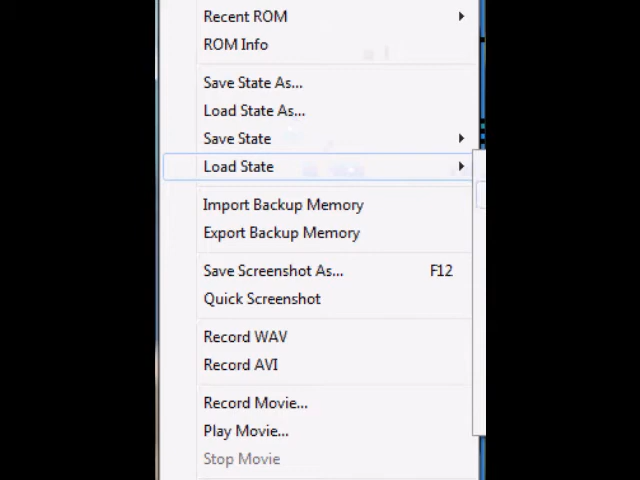 Recent ROM
ROM Info
Save State As...
Load State As...
Save State
Load State
Import Backup Memory
Export Backup Memory
Save Screenshot As... F12
Quick Screenshot
Record WAV
Record AVI
Record Movie...
Play Movie...
Stop Movie